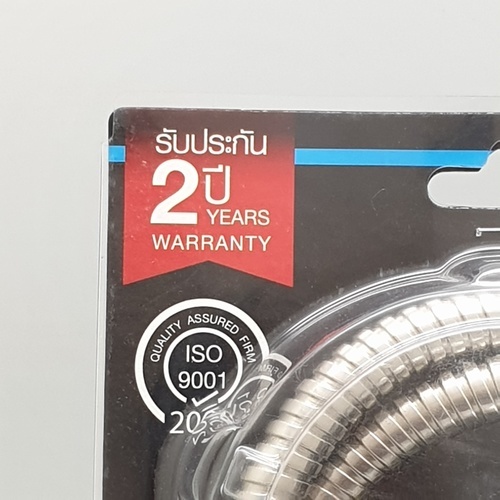 รับประกัน
2 ปี
YEARS
WARRANTY
QUALITY ASSURED FIRM
ISO
9001